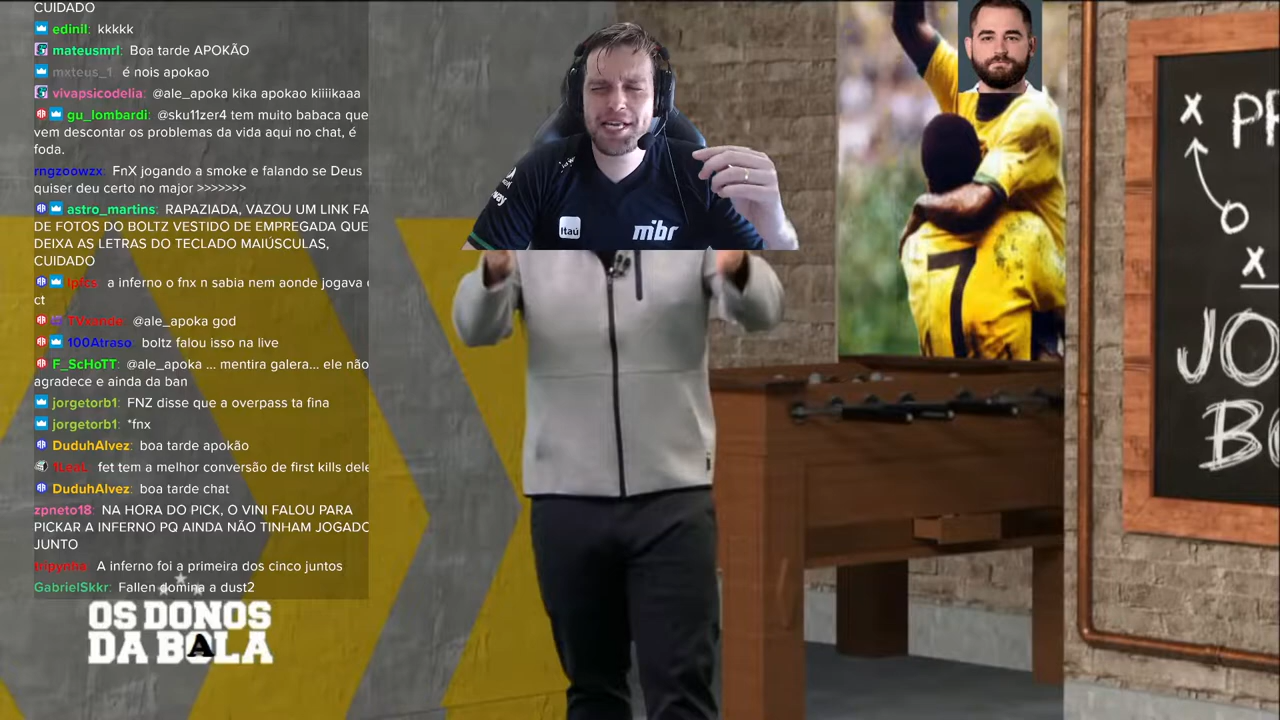 CUIDADO
edinil: kkkkk
mateusmrl: Boa tarde APOKÃO
mxteus_1: é nois apokao
vivapsicodelia: @ale_apoka kika apokao kiiiikaaa
gu_lombardi: @sku11zer4 tem muito babaca que
vem descontar os problemas da vida aqui no chat, é
foda.
rngzoowzx: FnX jogando a smoke e falando se Deus
quiser deu certo no major >>>>>>>
astro_martins: RAPAZIADA, VAZOU UM LINK FA
DE FOTOS DO BOLTZ VESTIDO DE EMPREGADA QUE
DEIXA AS LETRAS DO TECLADO MAIÚSCULAS,
CUIDADO
a inferno o fnx n sabia nem aonde jogava
ct
@ale_apoka god
100Atraso: boltz falou isso na live
F_ScHoTT: @ale_apoka ... mentira galera... ele não
agradece e ainda da ban
jorgetorb1: FNZ disse que a overpass ta fina
jorgetorb1: *fnx
DuduhAlvez: boa tarde apokão
fet tem a melhor conversão de first kills dele
DuduhAlvez: boa tarde chat
zpneto18: NA HORA DO PICK, O VINI FALOU PARA
PICKAR A INFERNO PQ AINDA NÃO TINHAM JOGADO
JUNTO
A inferno foi a primeira dos cinco juntos
GabrielSkkr: Fallen domina a dust2
OS DONOS
DA BOLA
Itaú
mibr
7
X PR
X
JO
BO